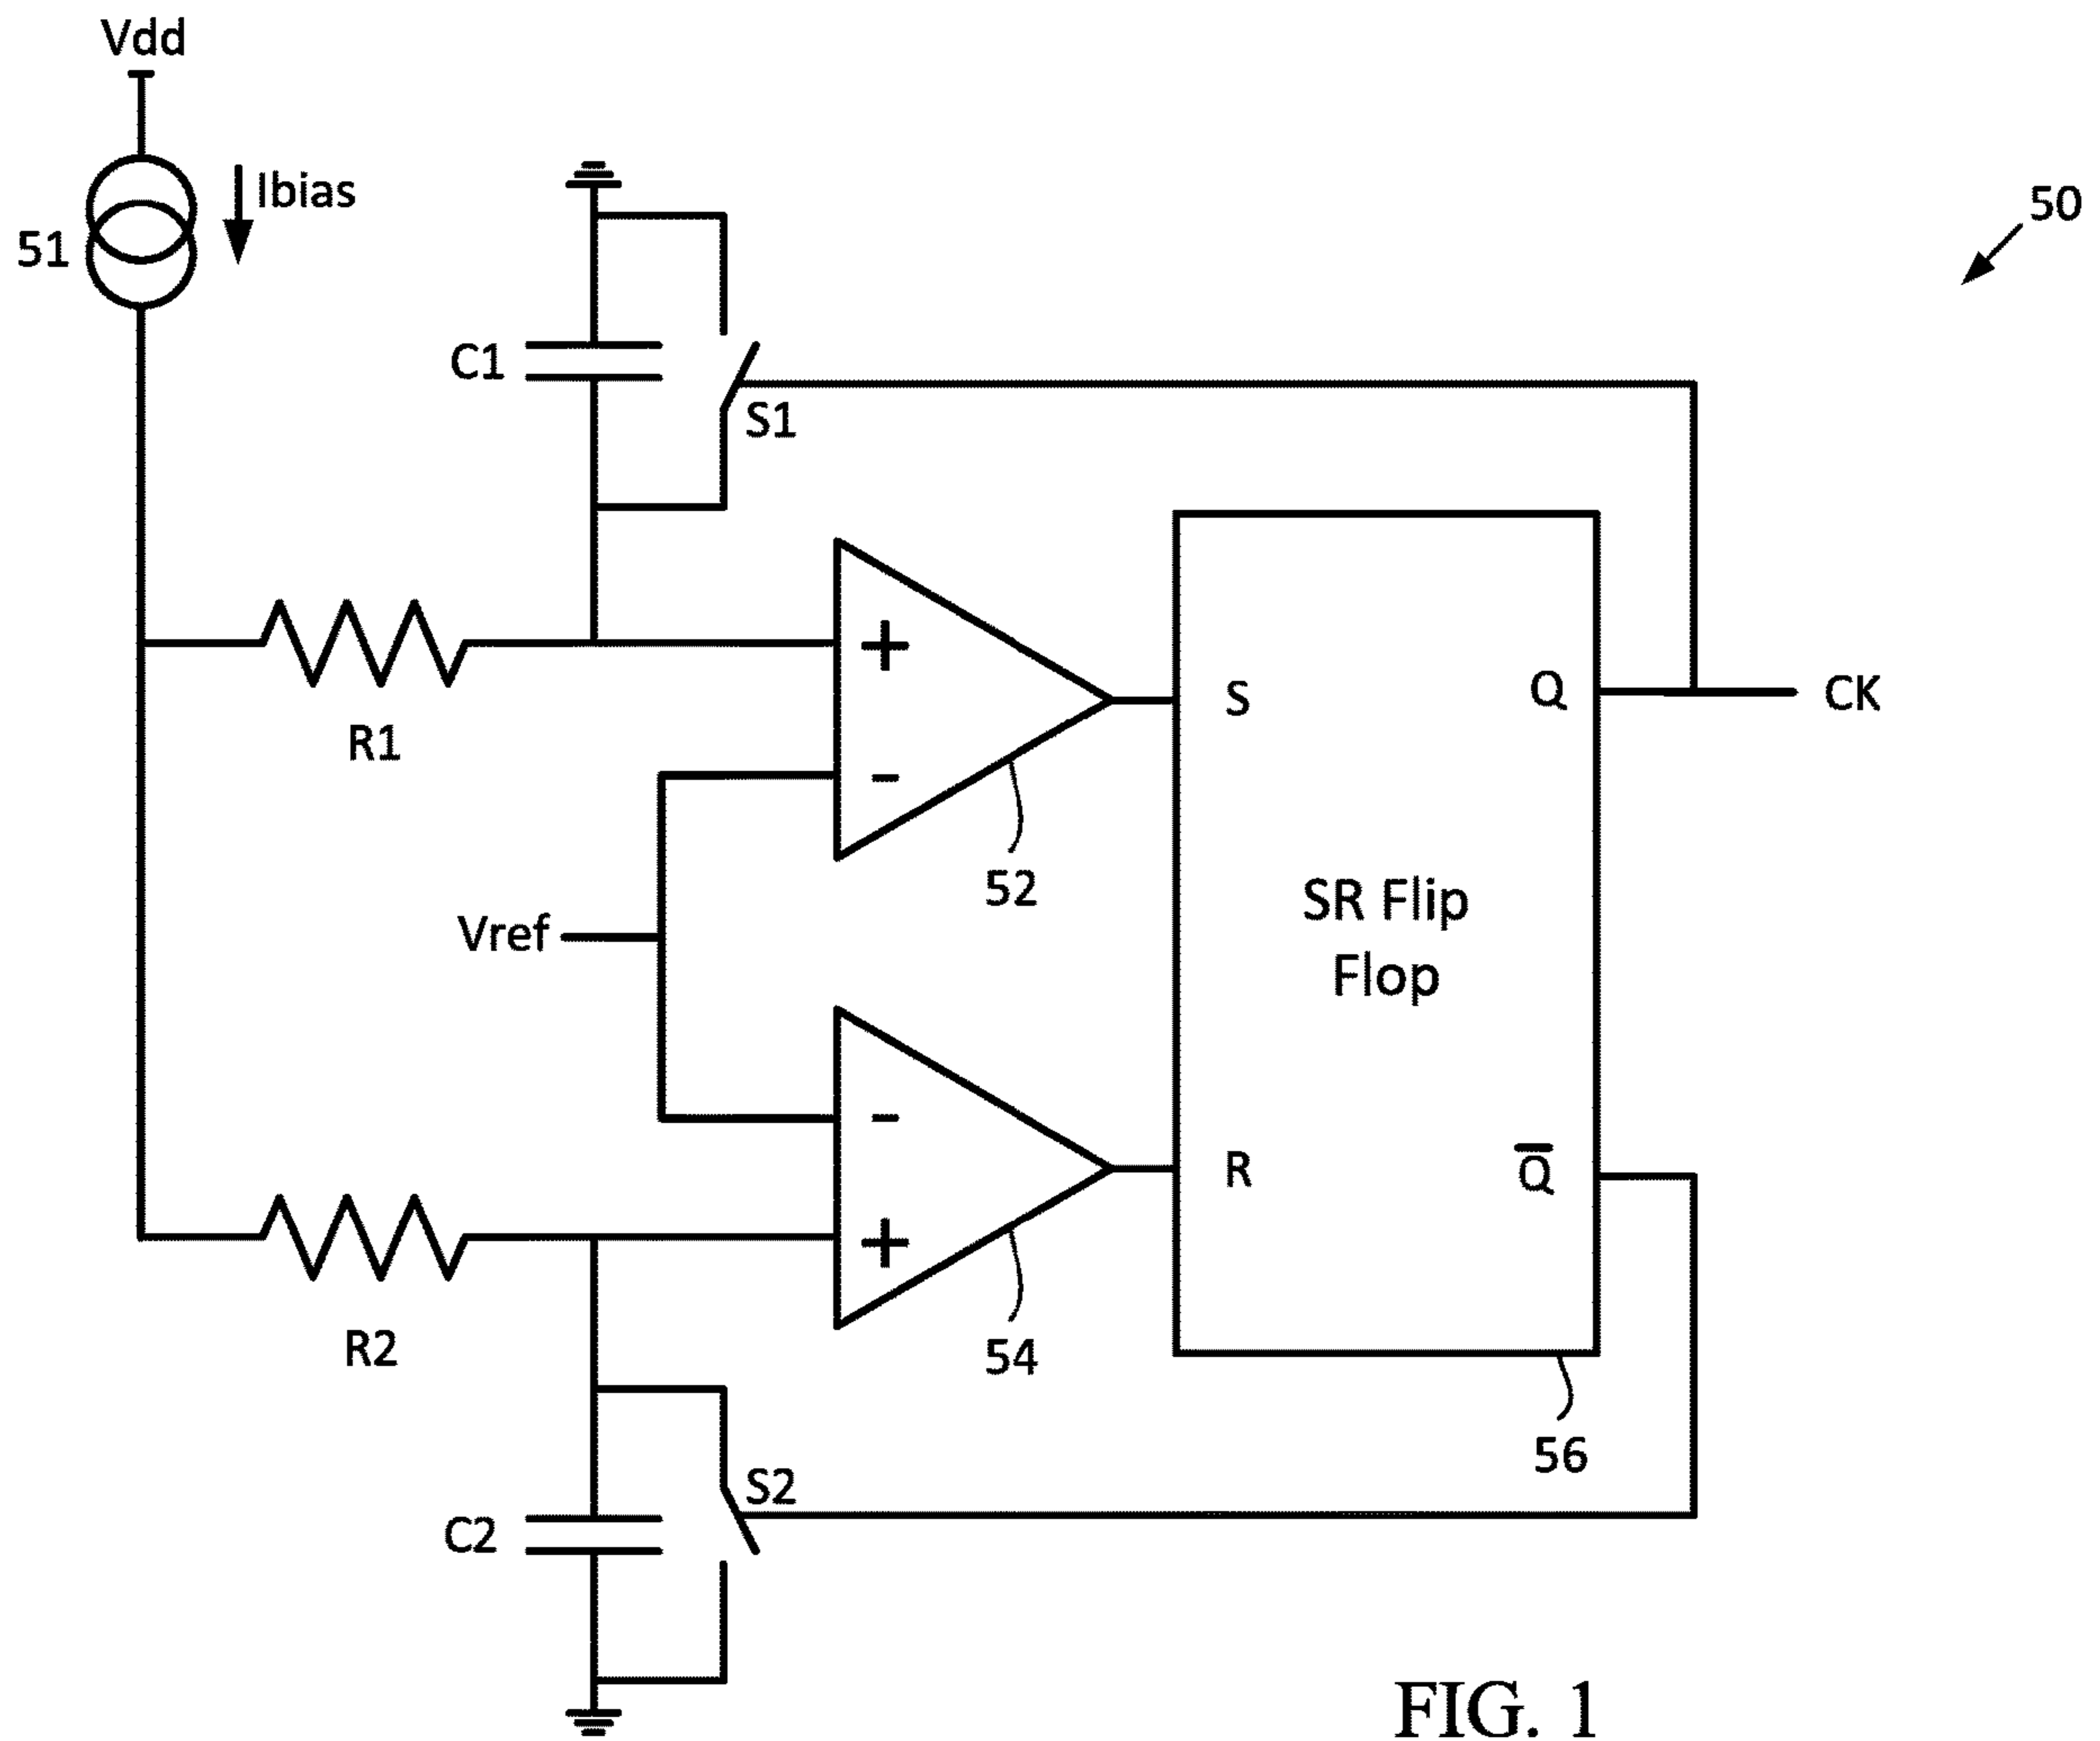 Vdd
Ibias
51
50
C1
S1
+
R1
-
52
S
Q
CK
Vref
SR Flip
Flop
-
R
Q̅
+
R2
54
56
S2
C2
FIG. 1